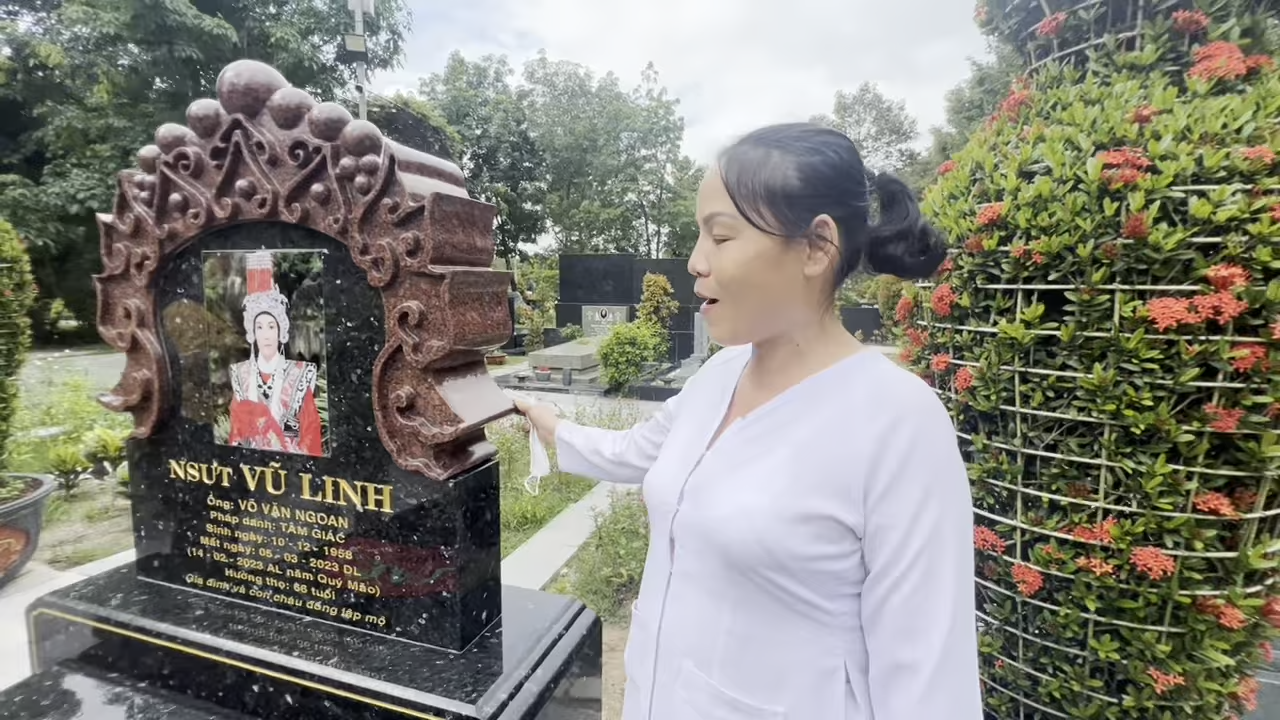 NSƯT VŨ LINH
Ông: VÕ VĂN NGOAN
Pháp danh: TÂM GIÁC
Sinh ngày: 10 - 12 - 1958
Mất ngày: 05 - 03 - 2023 DL
(14 - 02 - 2023 AL năm Quý Mão)
Hưởng thọ: 66 tuổi
Gia đình và con cháu đồng lập mộ